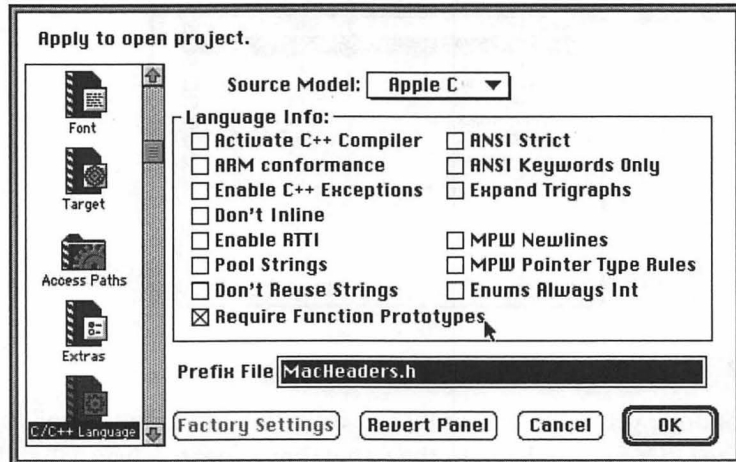 Apply to open project.
Font
Target
Access Paths
Extras
C/C++ Language
Source Model: Apple C
Language Info:
Activate C++ Compiler
ANSI Strict
ARM conformance
ANSI Keywords Only
Enable C++ Exceptions
Expand Trigraphs
Don't Inline
Enable RTTI
MPW Newlines
Pool Strings
MPW Pointer Type Rules
Don't Reuse Strings
Enums Always Int
Require Function Prototypes
Prefix File MacHeaders.h
Factory Settings
Revert Panel
Cancel
OK